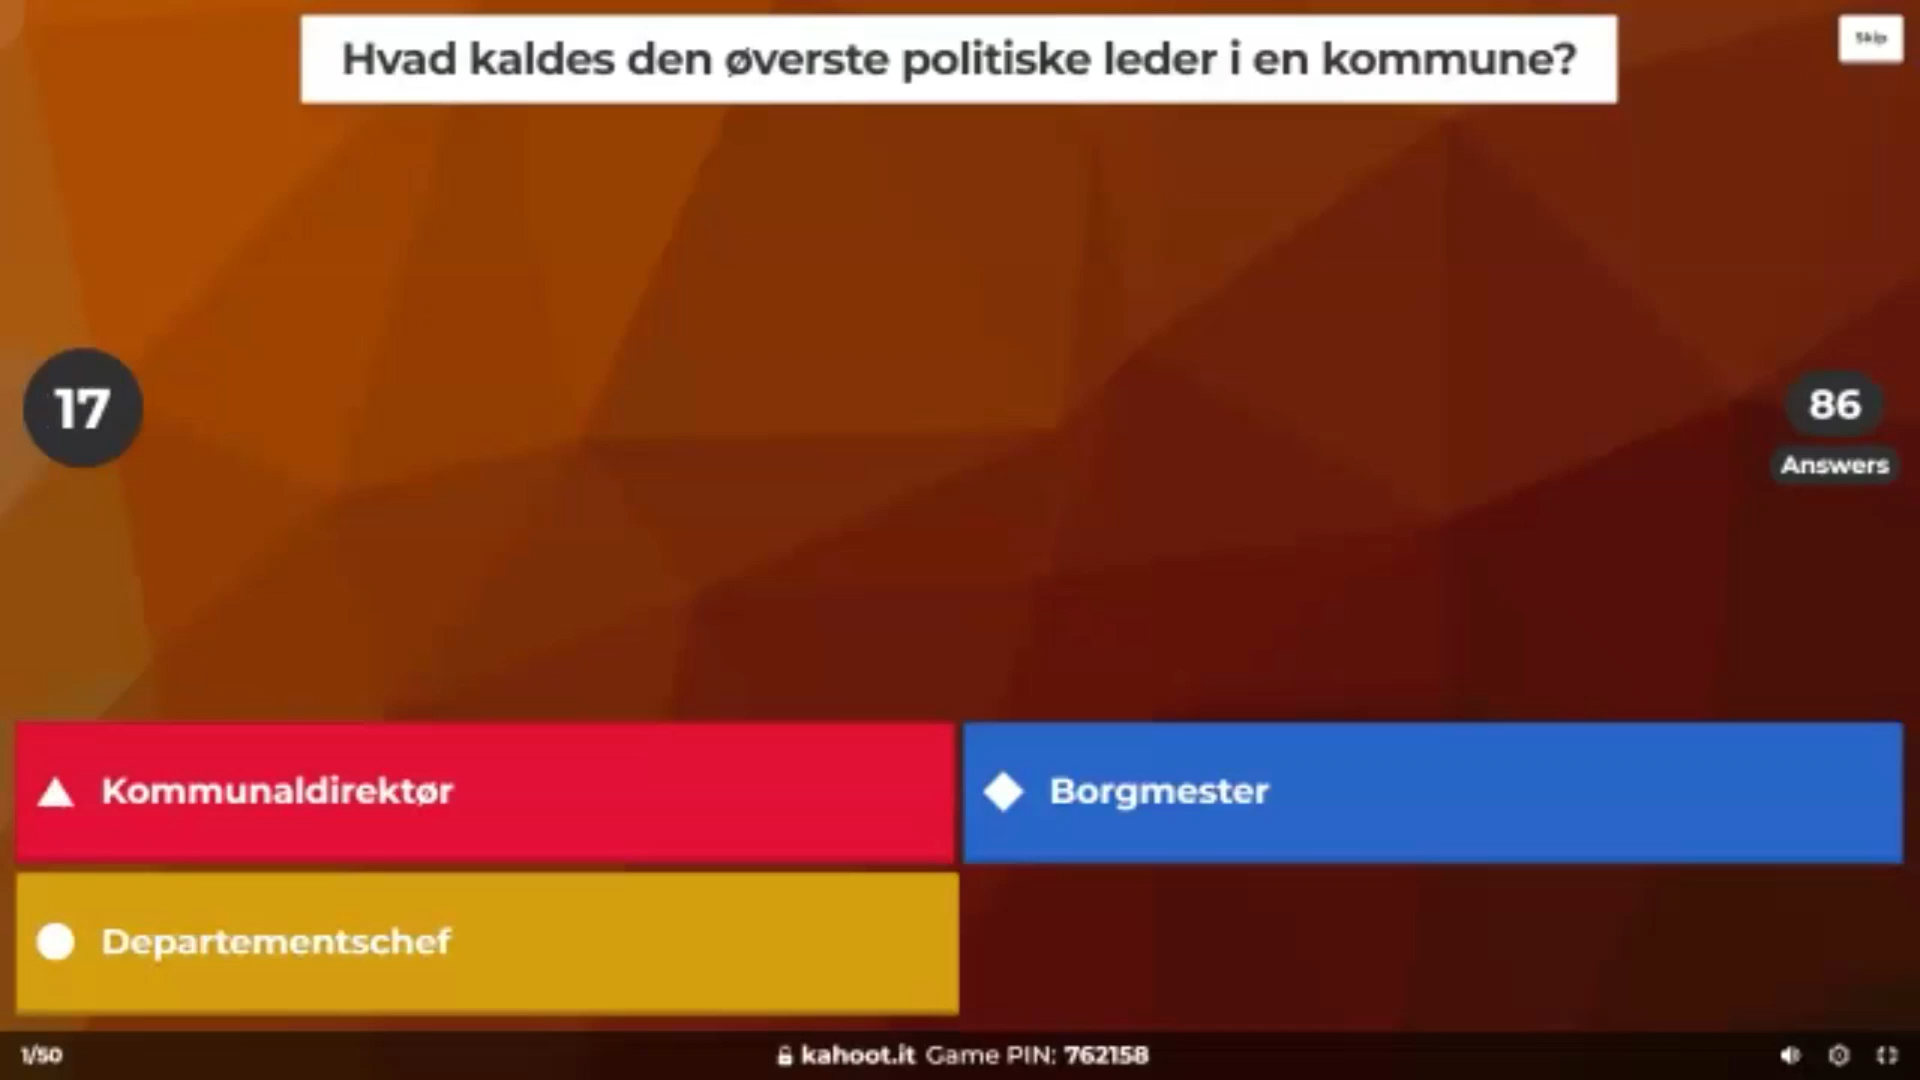 Hvad kaldes den øverste politiske leder i en kommune?
Skip
17
86
Answers
Kommunaldirektør
Borgmester
Departementschef
1/50
kahoot.it Game PIN: 762158